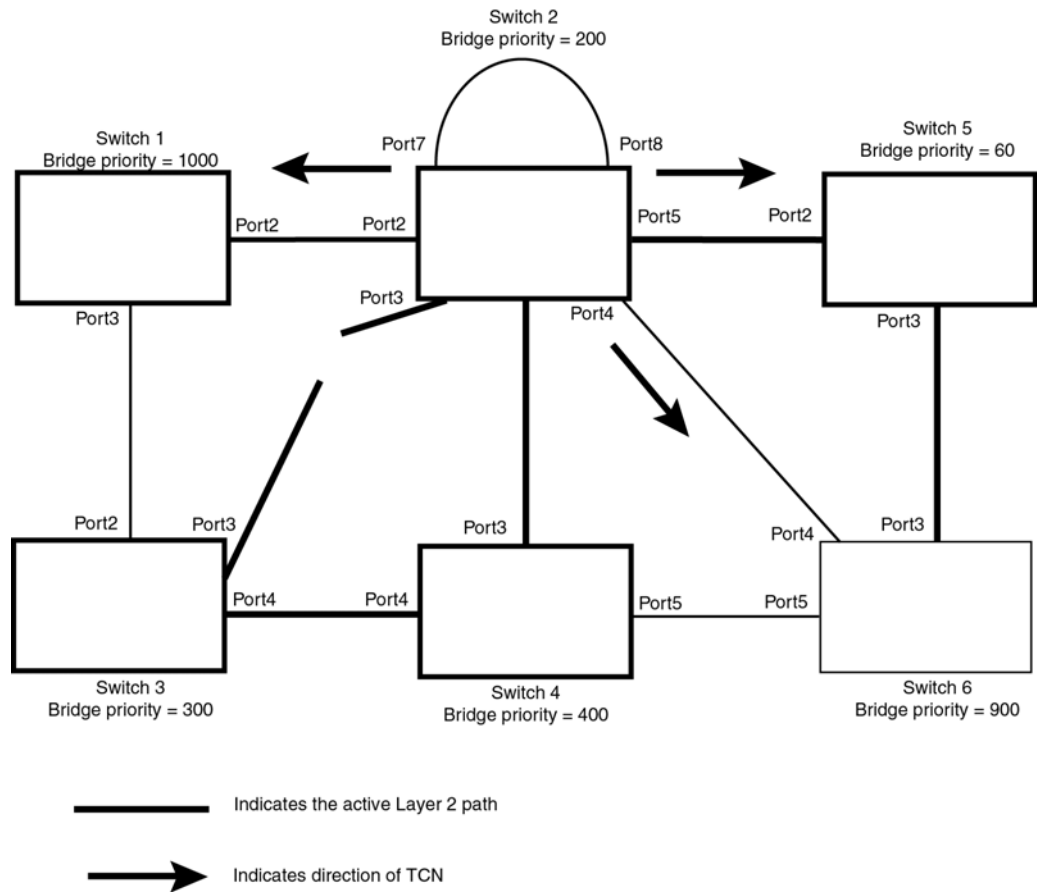 Switch 2
Bridge priority = 200
Switch 1
Bridge priority = 1000
Port7
Port8
Switch 5
Bridge priority = 60
Port2
Port2
Port5
Port2
Port3
Port3
Port4
Port3
Port2
Port3
Port3
Port4
Port3
Port4
Port4
Port5
Port5
Switch 3
Bridge priority = 300
Switch 4
Bridge priority = 400
Switch 6
Bridge priority = 900
Indicates the active Layer 2 path
Indicates direction of TCN